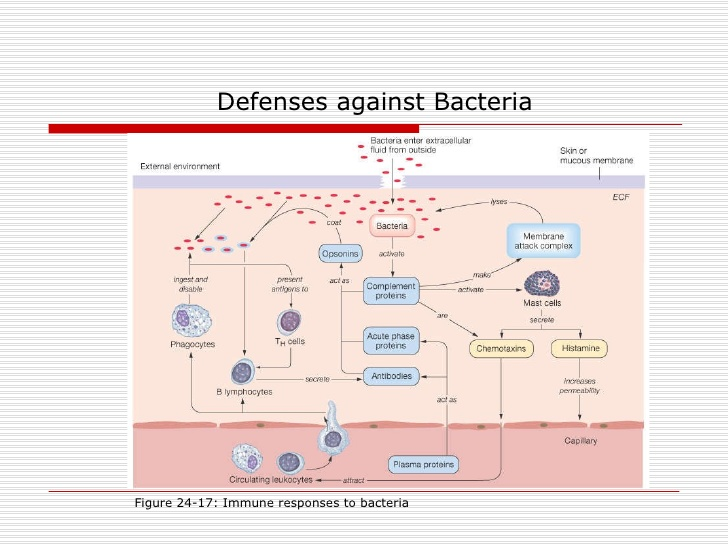 Defenses against Bacteria
Bacteria enter extracellular
fluid from outside
External environment
Skin or
mucous membrane
ECF
lyses
coat
Bacteria
Membrane
attack complex
Opsonins
activate
ingest and
disable
present
antigens to
act as
Complement
proteins
make
activate
Mast cells
are
secrete
Phagocytes
TH cells
Acute phase
proteins
Chemotaxins
Histamine
B lymphocytes
secrete
Antibodies
increases
permeability
act as
Capillary
Plasma proteins
Circulating leukocytes
attract
Figure 24-17: Immune responses to bacteria